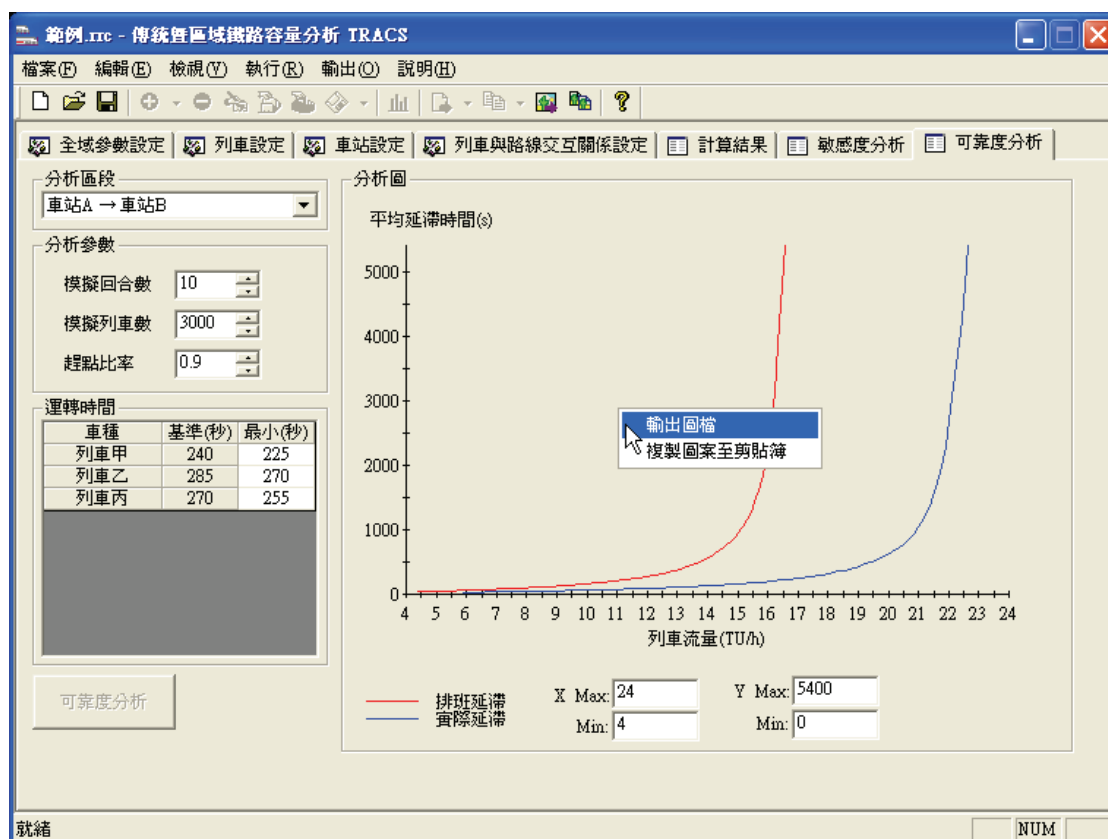 範例.rrc - 傳統暨區域鐵路容量分析 TRACS
檔案(F) 編輯(E) 檢視(V) 執行(R) 輸出(O) 說明(H)
全域參數設定 列車設定 車站設定 列車與路線交互關係設定 計算結果 敏感度分析 可靠度分析
分析區段
車站A → 車站B
分析參數
模擬回合數 10
模擬列車數 3000
趕點比率 0.9
運轉時間
車種 基準(秒) 最小(秒)
列車甲 240 225
列車乙 285 270
列車丙 270 255
可靠度分析
分析圖
平均延滯時間(s)
5000
4000
3000
2000
1000
0
4 5 6 7 8 9 10 11 12 13 14 15 16 17 18 19 20 21 22 23 24
列車流量(TU/h)
輸出圖檔
複製圖案至剪貼簿
排班延滯
實際延滯
X Max: 24
Min: 4
Y Max: 5400
Min: 0
就緒
NUM